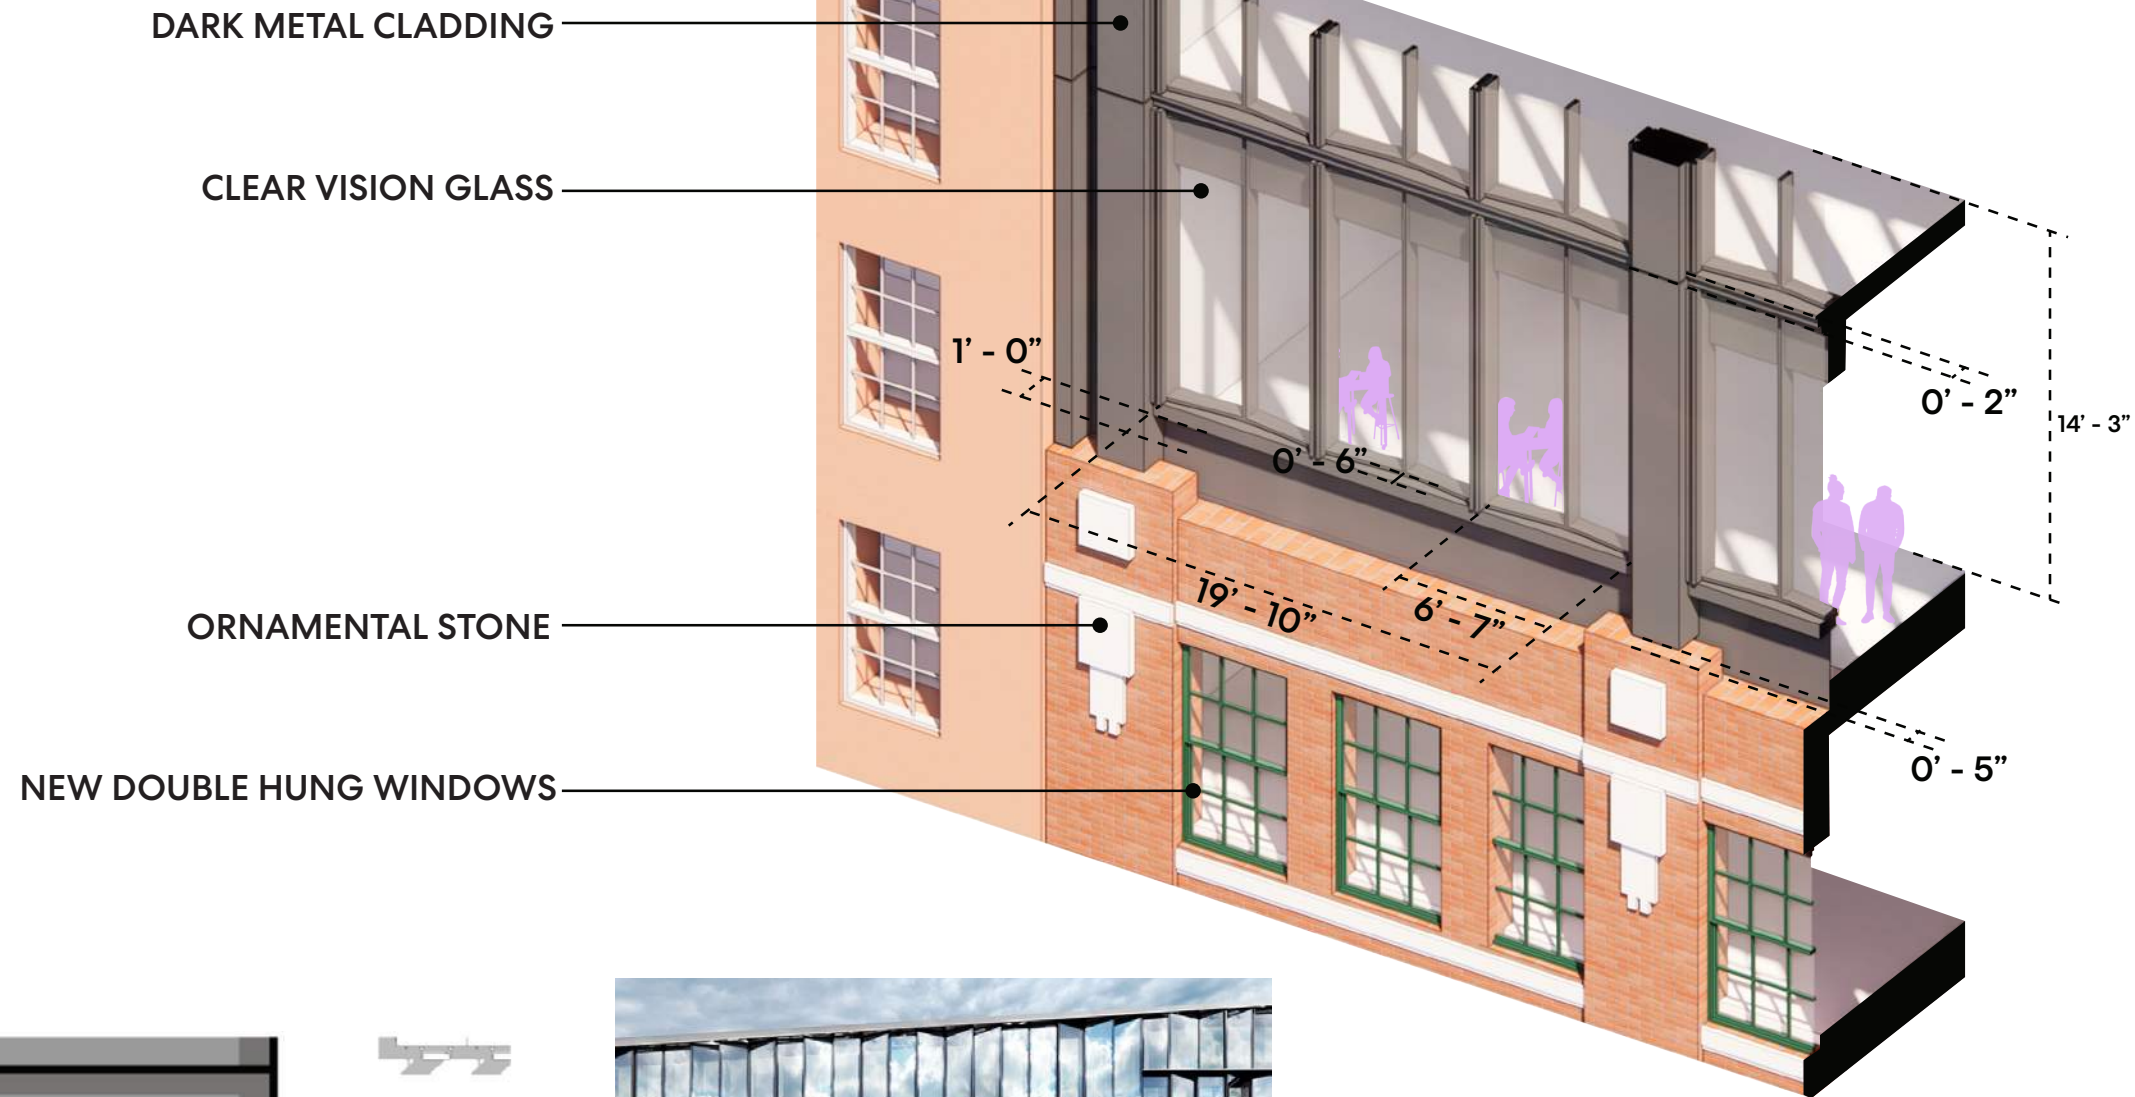 DARK METAL CLADDING
CLEAR VISION GLASS
1’ - 0”
0’ - 2”
14’ - 3”
0’ - 6”
19’ - 10”
6’ - 7”
ORNAMENTAL STONE
0’ - 5”
NEW DOUBLE HUNG WINDOWS